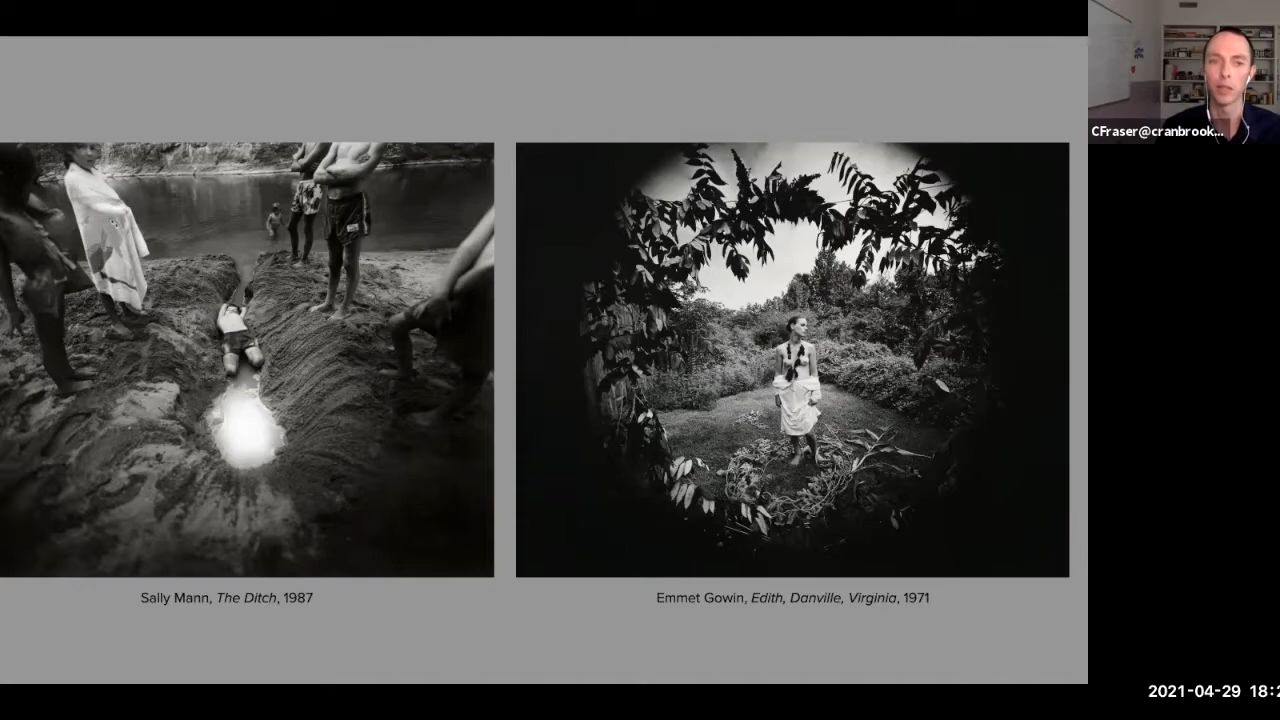 CFraser@cranbrook...
Sally Mann, The Ditch, 1987
Emmet Gowin, Edith, Danville, Virginia, 1971
2021-04-29 18:2